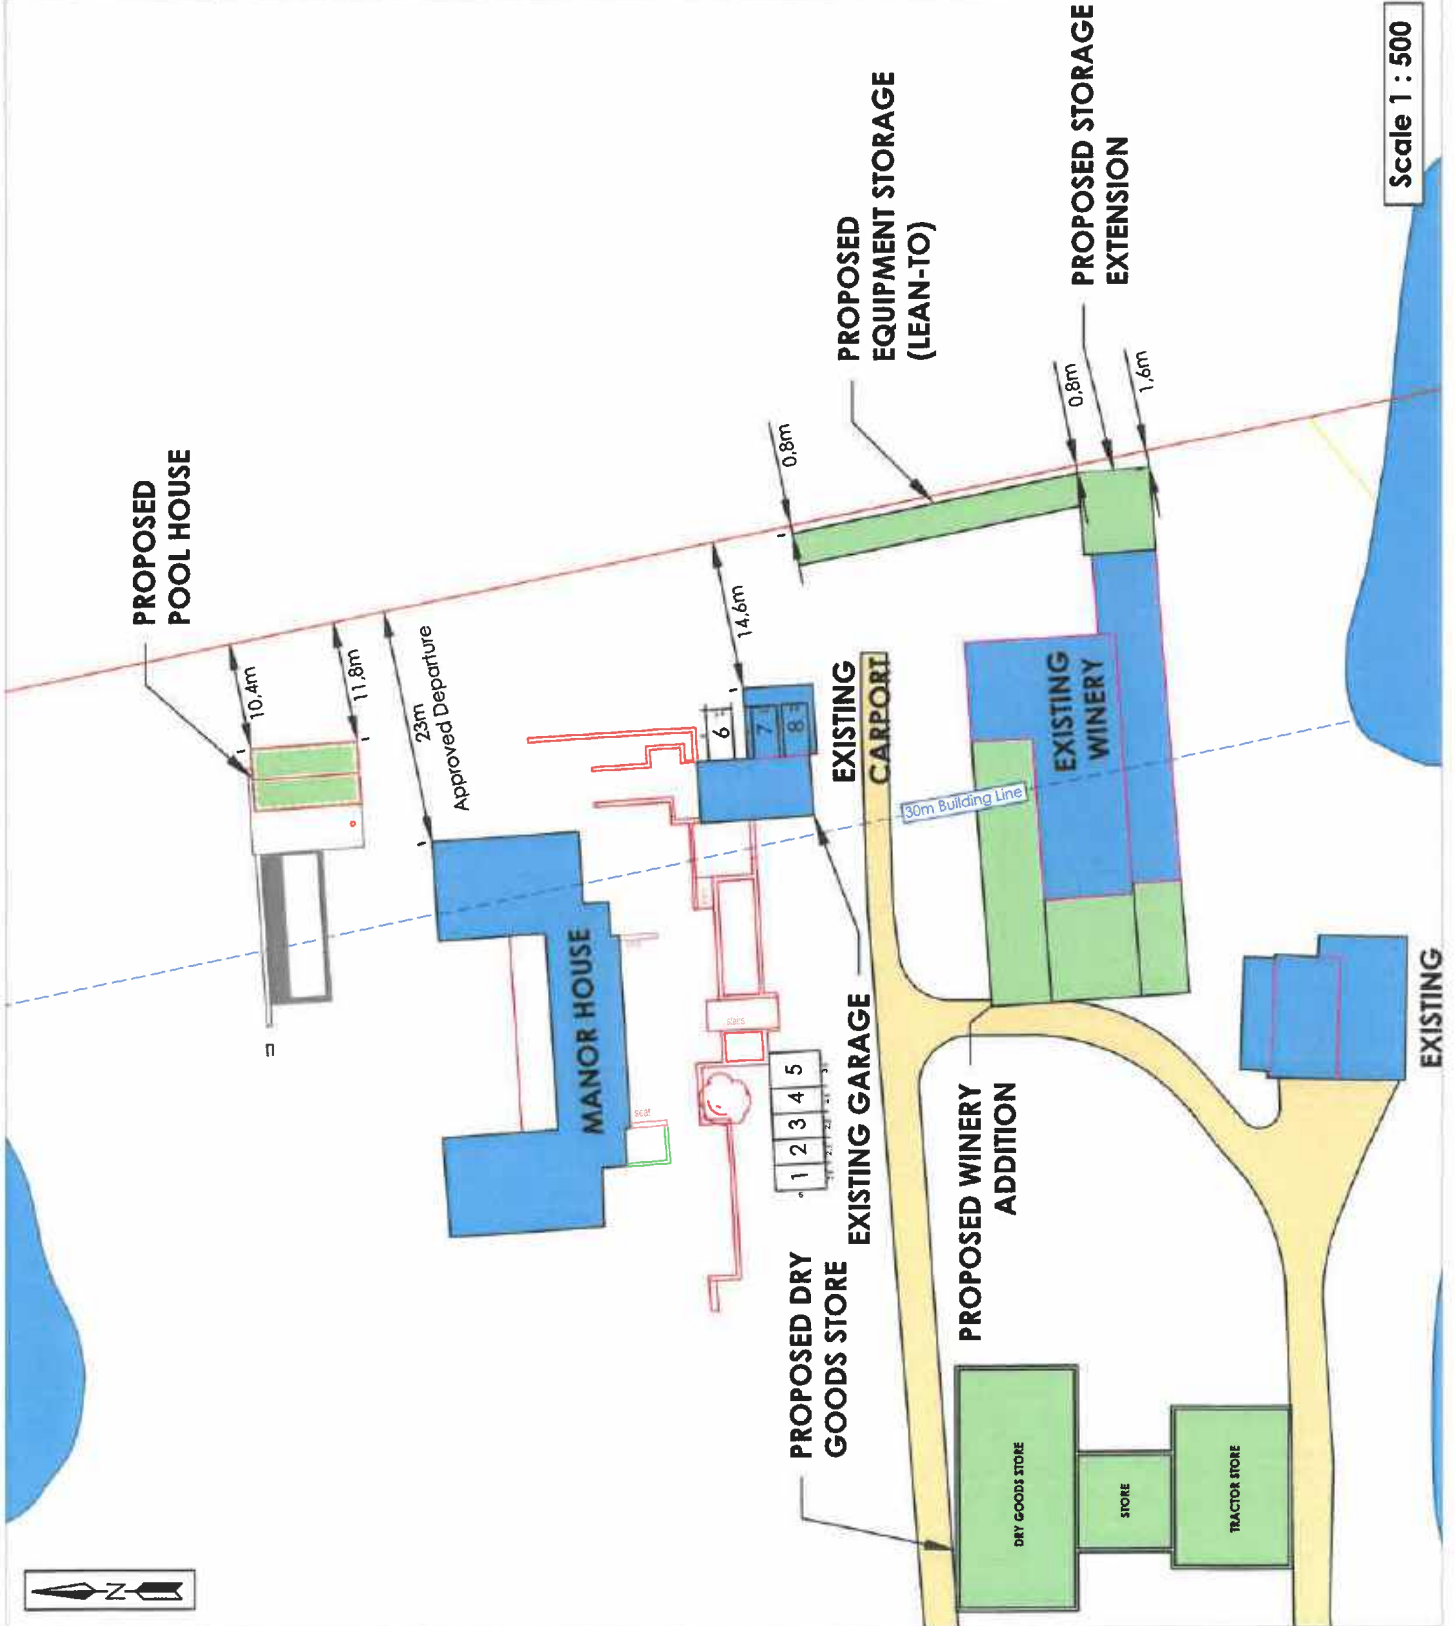 N
Scale 1 : 500
PROPOSED
POOL HOUSE
10,4m
11,8m
23m
Approved Departure
MANOR HOUSE
seat
stairs
14,6m
6
7
8
EXISTING
CARPORT
1 2 3 4 5
EXISTING GARAGE
0,8m
PROPOSED
EQUIPMENT STORAGE
(LEAN-TO)
PROPOSED STORAGE
EXTENSION
0,8m
1,6m
30m Building Line
EXISTING
WINERY
PROPOSED WINERY
ADDITION
PROPOSED DRY
GOODS STORE
DRY GOODS STORE
STORE
TRACTOR STORE
EXISTING